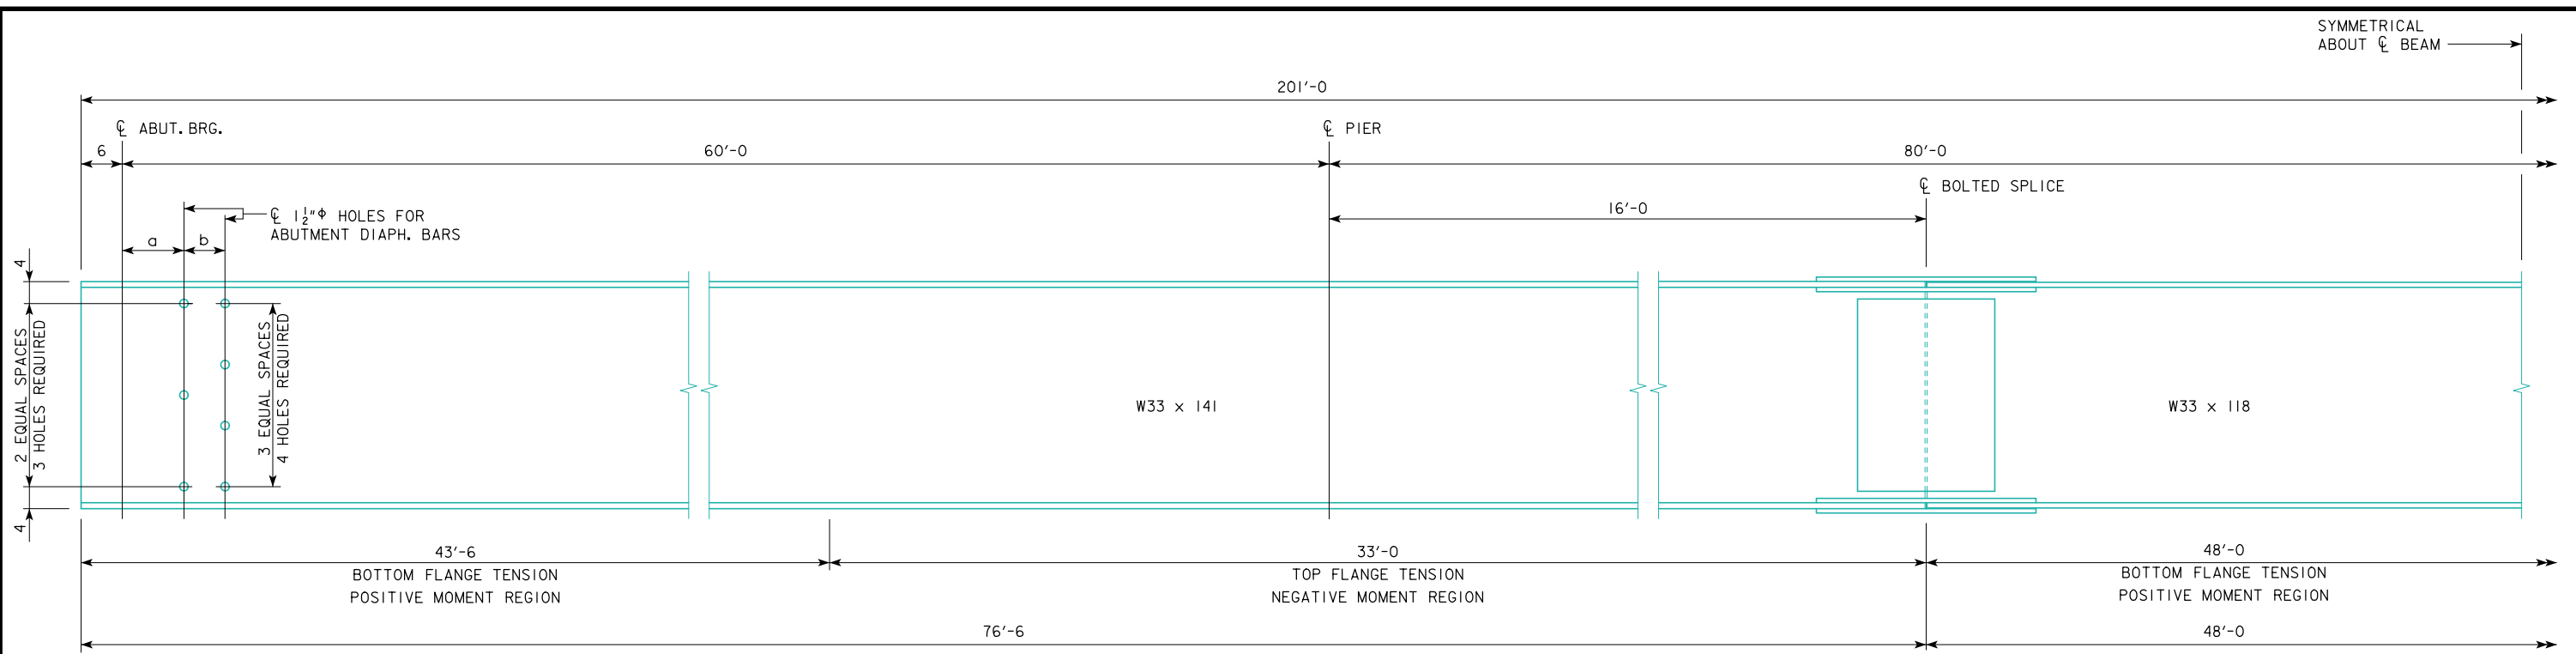 SYMMETRICAL
ABOUT ℄ BEAM
201'-0
℄ ABUT. BRG.
℄ PIER
6
60'-0
80'-0
℄ BOLTED SPLICE
16'-0
℄ 1½"Φ HOLES FOR
ABUTMENT DIAPH. BARS
a
b
4
2 EQUAL SPACES
3 HOLES REQUIRED
3 EQUAL SPACES
4 HOLES REQUIRED
4
W33 x 141
W33 x 118
43'-6
BOTTOM FLANGE TENSION
POSITIVE MOMENT REGION
33'-0
TOP FLANGE TENSION
NEGATIVE MOMENT REGION
48'-0
BOTTOM FLANGE TENSION
POSITIVE MOMENT REGION
76'-6
48'-0